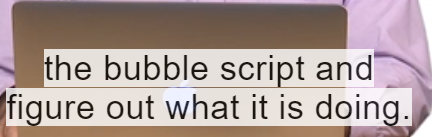 the bubble script and
figure out what it is doing.